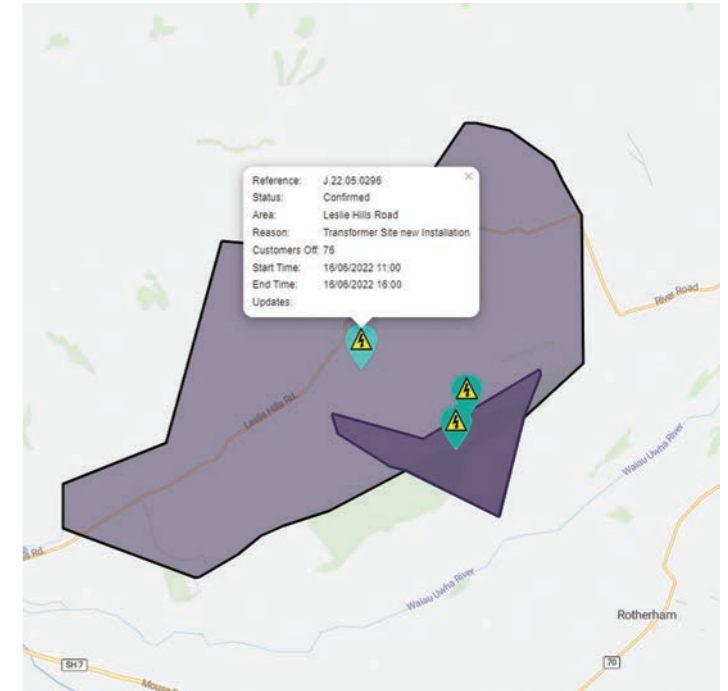 ×
Reference: J.22.05.0296
Status: Confirmed
Area: Leslie Hills Road
Reason: Transformer Site new Installation
Customers Off: 76
Start Time: 16/06/2022 11:00
End Time: 16/06/2022 16:00
Updates:
River Road
Leslie Hills Rd.
Waiau Uwha River
Rd.
Waiau Uwha River
Rotherham
SH7
70